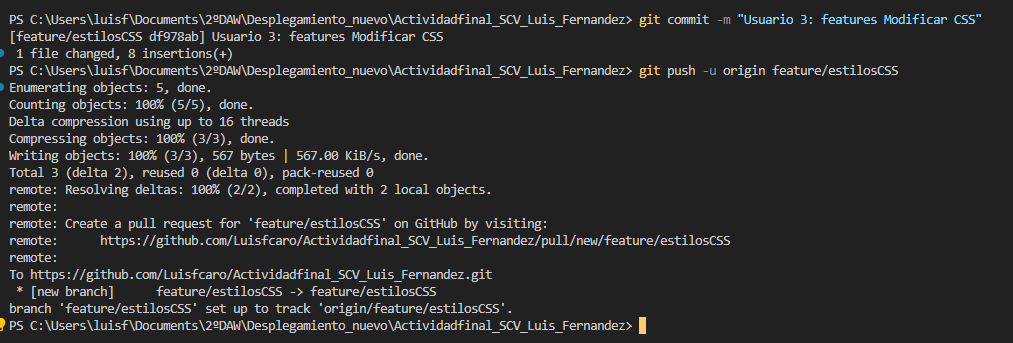 PS C:\Users\luisf\Documents\2ºDAW\Desplegamiento_nuevo\Actividadfinal_SCV_Luis_Fernandez> git commit -m "Usuario 3: features Modificar CSS"
[feature/estilosCSS df978ab] Usuario 3: features Modificar CSS
 1 file changed, 8 insertions(+)
PS C:\Users\luisf\Documents\2ºDAW\Desplegamiento_nuevo\Actividadfinal_SCV_Luis_Fernandez> git push -u origin feature/estilosCSS
Enumerating objects: 5, done.
Counting objects: 100% (5/5), done.
Delta compression using up to 16 threads
Compressing objects: 100% (3/3), done.
Writing objects: 100% (3/3), 567 bytes | 567.00 KiB/s, done.
Total 3 (delta 2), reused 0 (delta 0), pack-reused 0
remote: Resolving deltas: 100% (2/2), completed with 2 local objects.
remote:
remote: Create a pull request for 'feature/estilosCSS' on GitHub by visiting:
remote:      https://github.com/Luisfcaro/Actividadfinal_SCV_Luis_Fernandez/pull/new/feature/estilosCSS
remote:
To https://github.com/Luisfcaro/Actividadfinal_SCV_Luis_Fernandez.git
 * [new branch]      feature/estilosCSS -> feature/estilosCSS
branch 'feature/estilosCSS' set up to track 'origin/feature/estilosCSS'.
PS C:\Users\luisf\Documents\2ºDAW\Desplegamiento_nuevo\Actividadfinal_SCV_Luis_Fernandez>